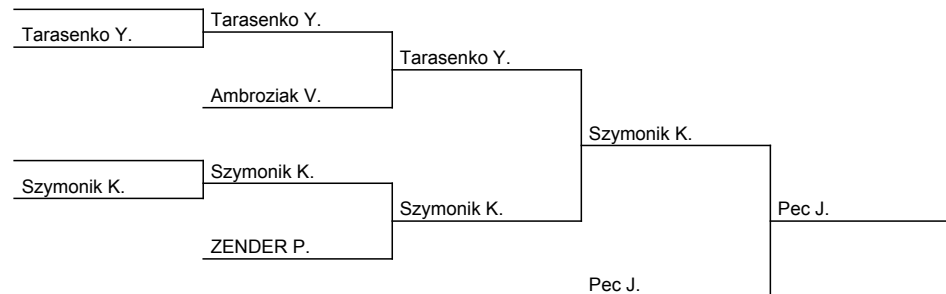 Tarasenko Y.
Tarasenko Y.
Tarasenko Y.
Ambroziak V.
Szymonik K.
Szymonik K.
Szymonik K.
Szymonik K.
Pec J.
ZENDER P.
Pec J.